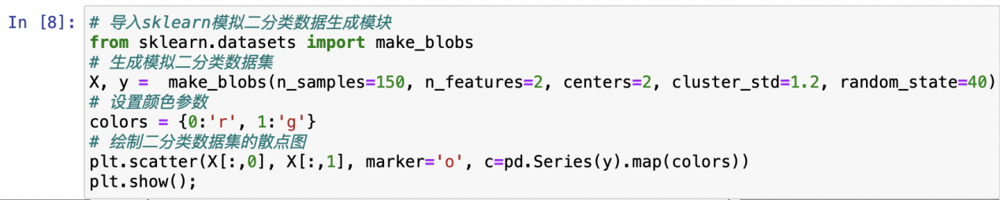 In [8]: # 导入sklearn模拟二分类数据生成模块
from sklearn.datasets import make_blobs
# 生成模拟二分类数据集
X, y =  make_blobs(n_samples=150, n_features=2, centers=2, cluster_std=1.2, random_state=40)
# 设置颜色参数
colors = {0:'r', 1:'g'}
# 绘制二分类数据集的散点图
plt.scatter(X[:,0], X[:,1], marker='o', c=pd.Series(y).map(colors))
plt.show();